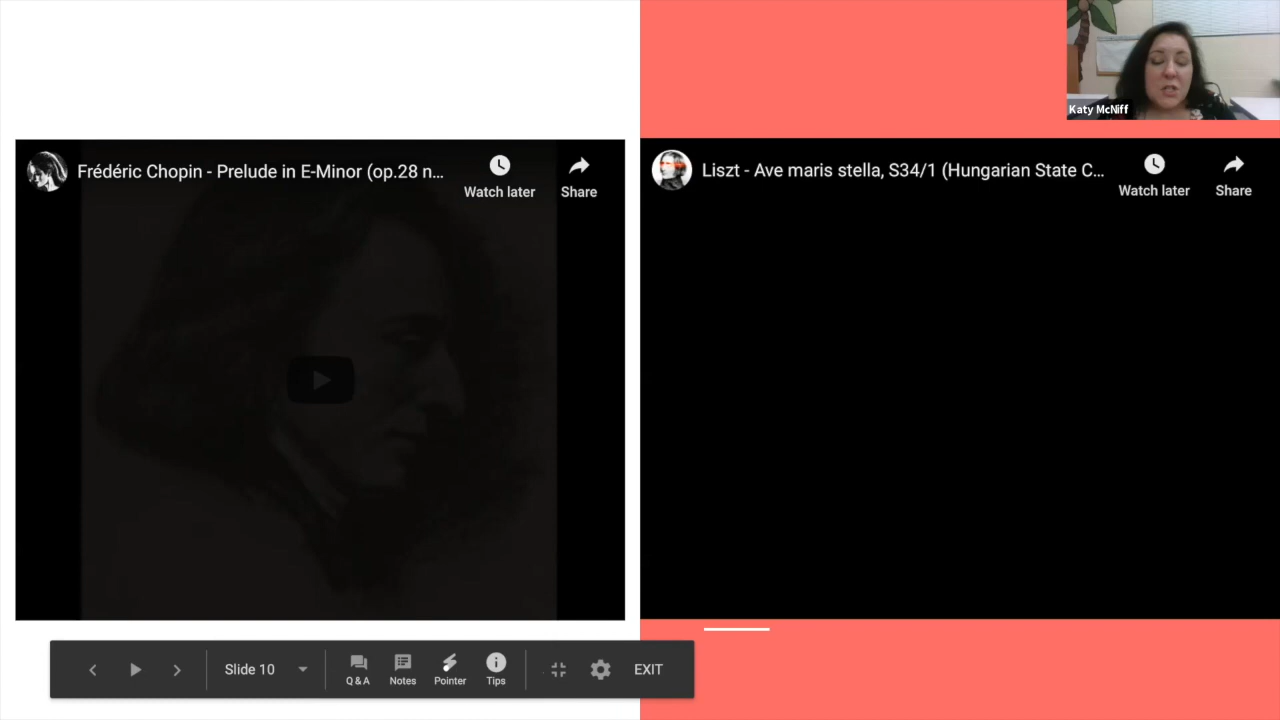 Katy McNiff
Frédéric Chopin - Prelude in E-Minor (op.28 n...
Watch later
Share
Liszt - Ave maris stella, S34/1 (Hungarian State C...
Watch later
Share
Slide 10
Q & A
Notes
Pointer
Tips
EXIT